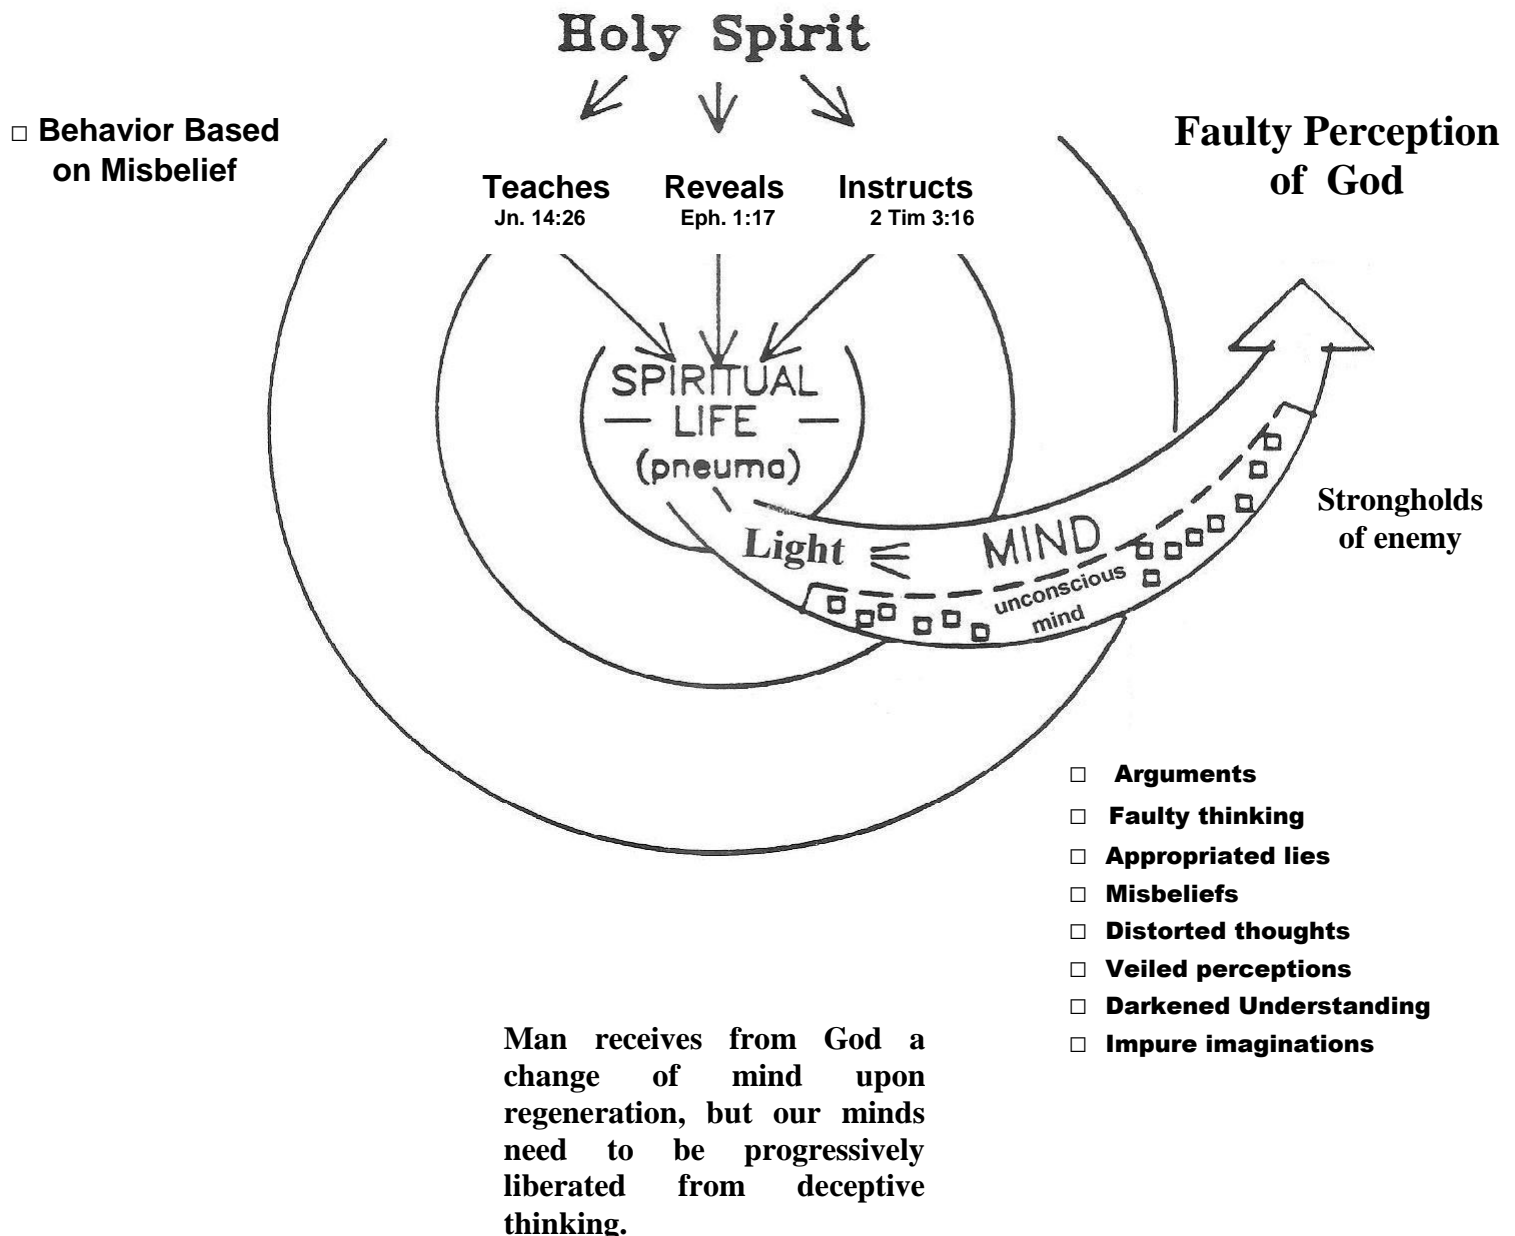 Holy Spirit
□ Behavior Based
on Misbelief
Faulty Perception
of God
Teaches
Jn. 14:26
Reveals
Eph. 1:17
Instructs
2 Tim 3:16
SPIRITUAL
— LIFE —
(pneuma)
Light
MIND
unconscious
mind
Strongholds
of enemy
□ Arguments
□ Faulty thinking
□ Appropriated lies
□ Misbeliefs
□ Distorted thoughts
□ Veiled perceptions
□ Darkened Understanding
□ Impure imaginations
Man receives from God a
change of mind upon
regeneration, but our minds
need to be progressively
liberated from deceptive
thinking.